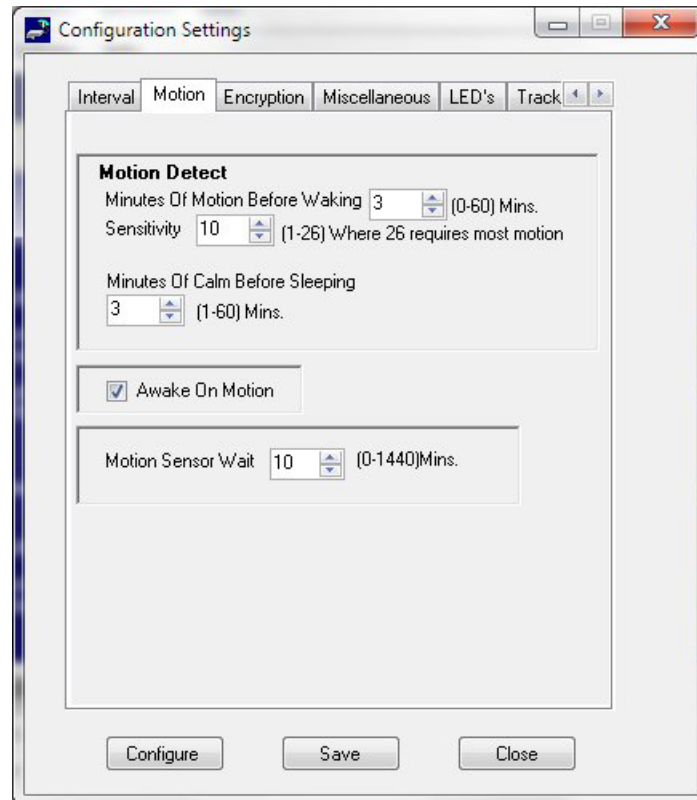 Configuration Settings
Interval Motion Encryption Miscellaneous LED's Track
Motion Detect
Minutes Of Motion Before Waking 3 (0-60) Mins.
Sensitivity 10 (1-26) Where 26 requires most motion
Minutes Of Calm Before Sleeping
3 (1-60) Mins.
Awake On Motion
Motion Sensor Wait 10 (0-1440)Mins.
Configure Save Close